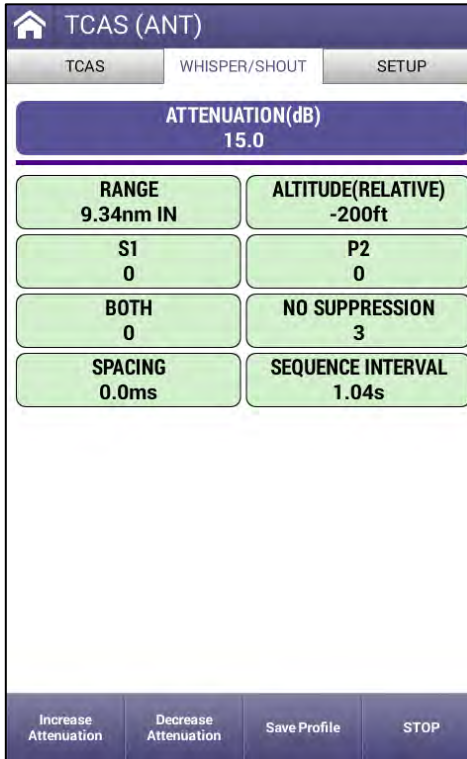 TCAS (ANT)
TCAS WHISPER/SHOUT SETUP
ATTENUATION(dB)
15.0
RANGE
9.34nm IN
ALTITUDE(RELATIVE)
-200ft
S1
0
P2
0
BOTH
0
NO SUPPRESSION
3
SPACING
0.0ms
SEQUENCE INTERVAL
1.04s
Increase
Attenuation
Decrease
Attenuation
Save Profile
STOP